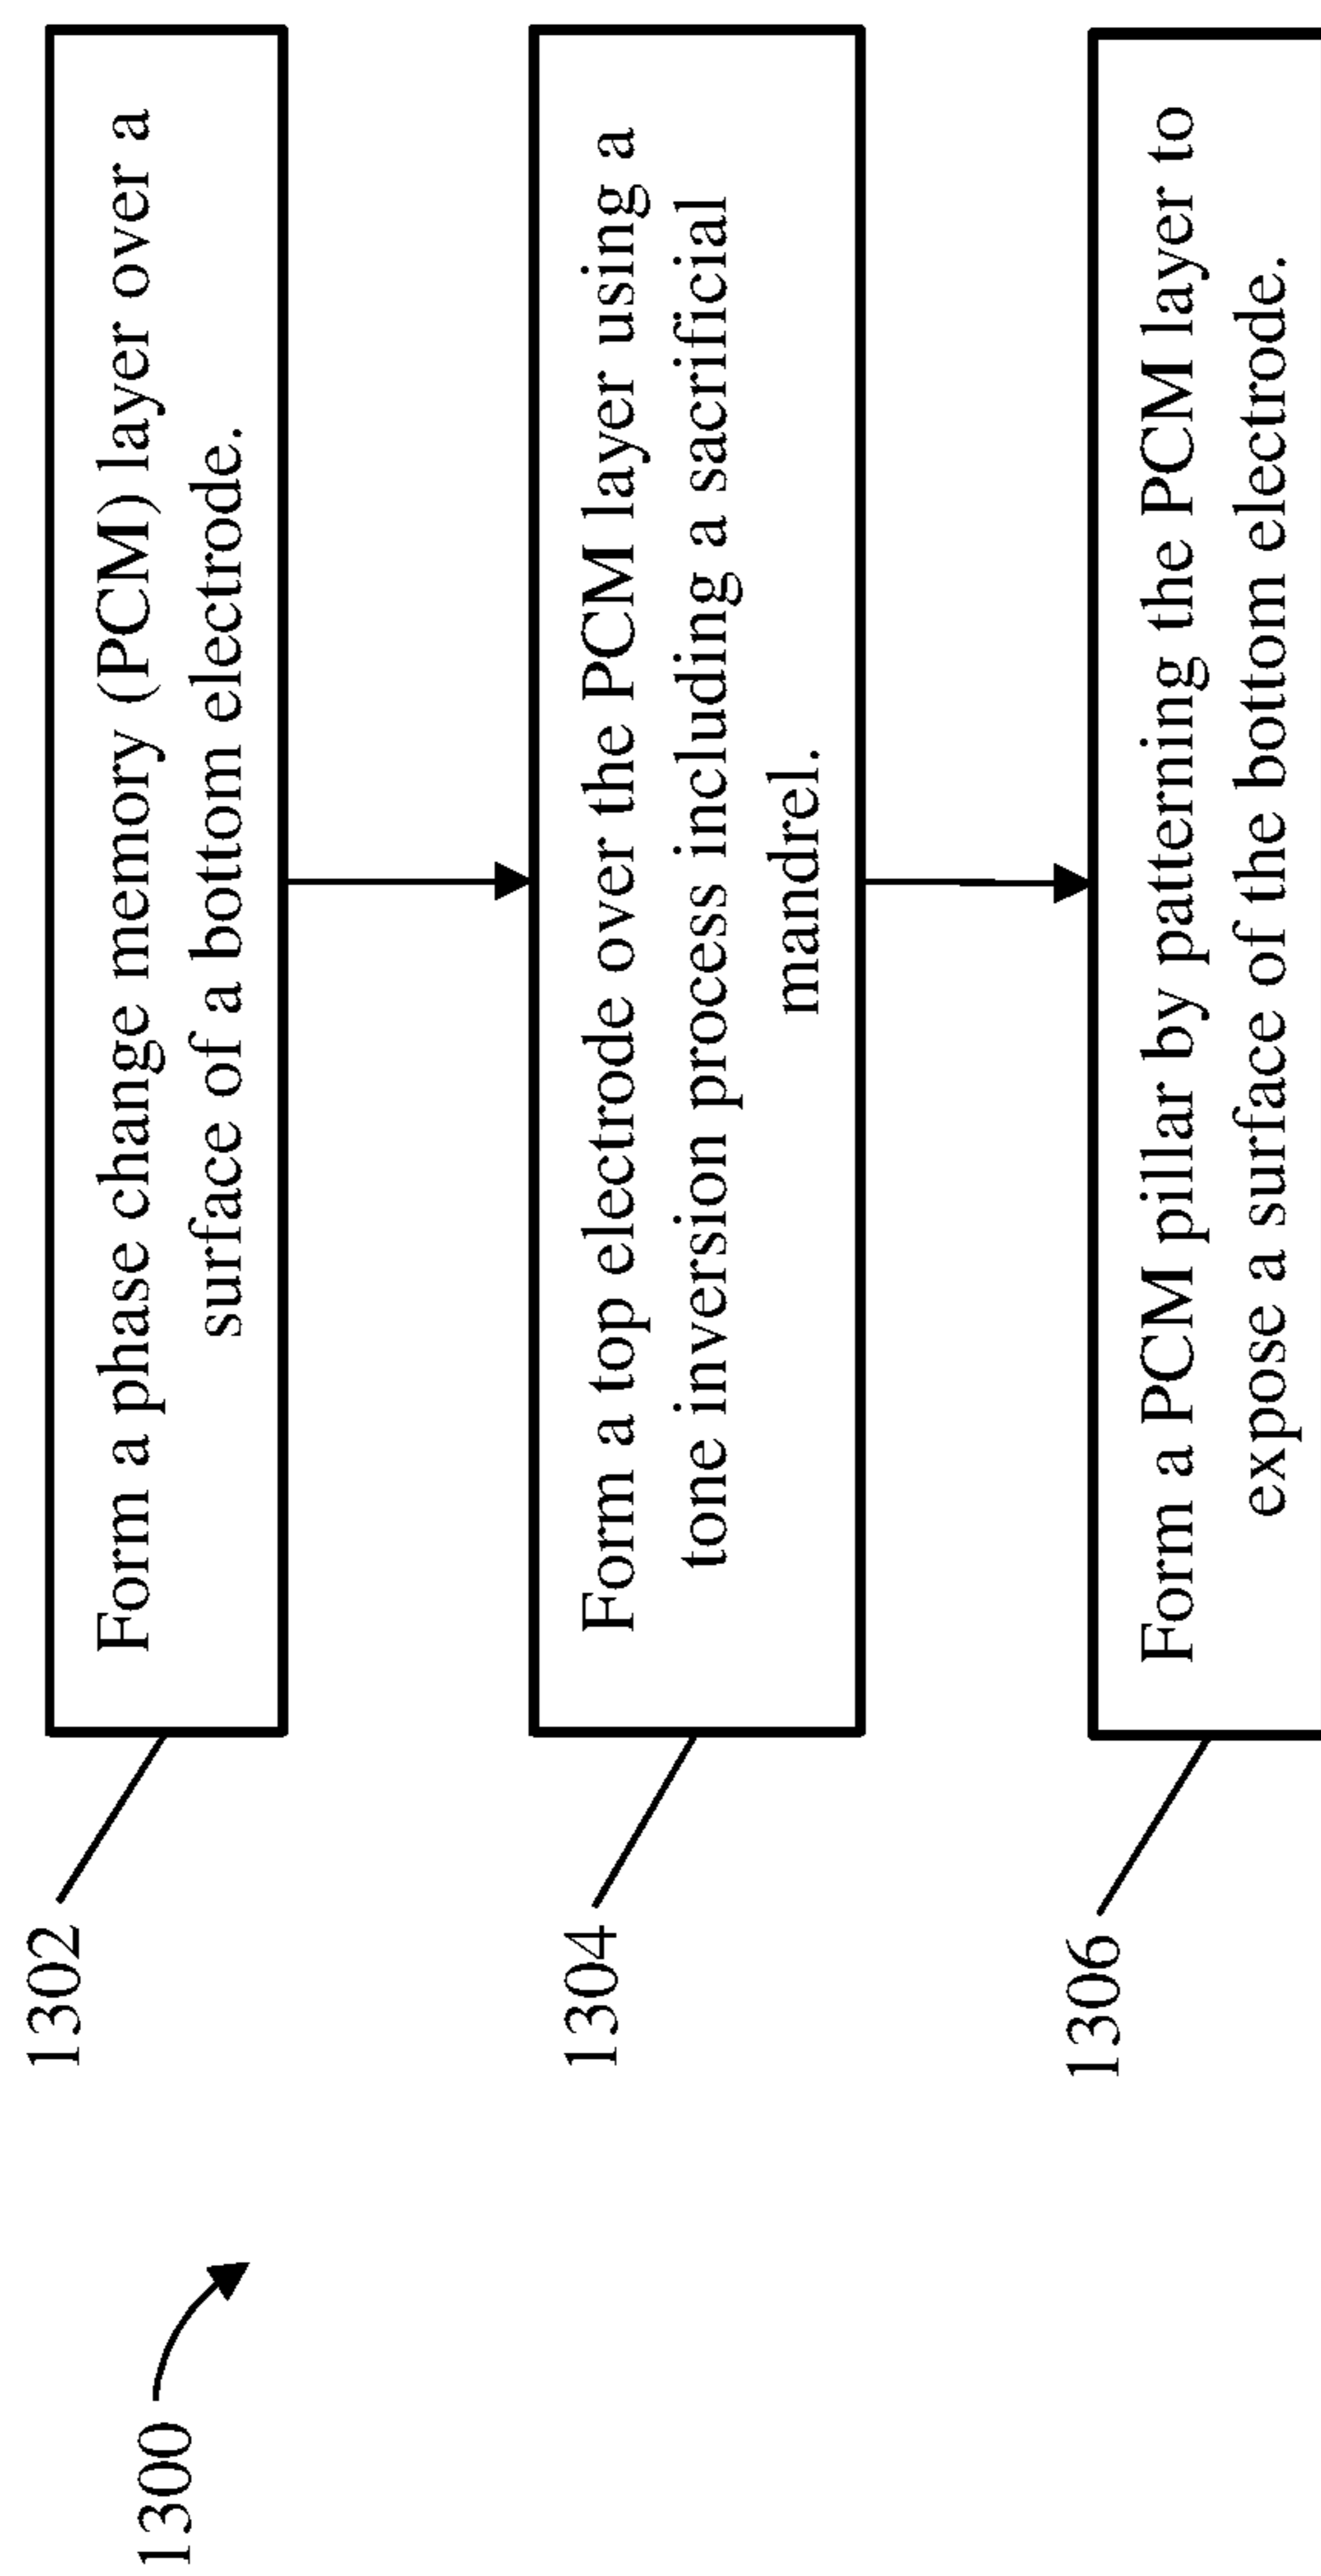 1300
1302
Form a phase change memory (PCM) layer over a
surface of a bottom electrode.
1304
Form a top electrode over the PCM layer using a
tone inversion process including a sacrificial
mandrel.
1306
Form a PCM pillar by patterning the PCM layer to
expose a surface of the bottom electrode.